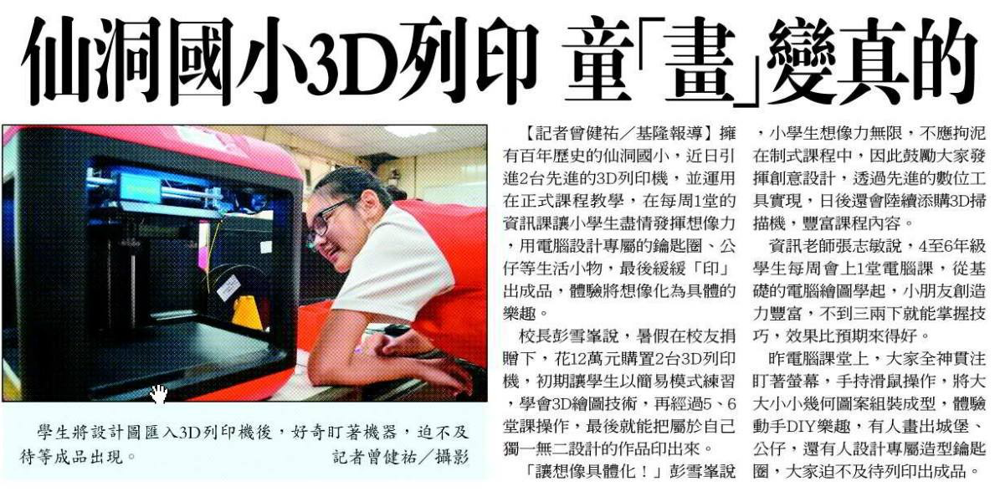 仙洞國小3D列印 童「畫」變真的
學生將設計圖匯入3D列印機後，好奇盯著機器，迫不及
待等成品出現。 記者曾健祐／攝影
【記者曾健祐／基隆報導】擁
有百年歷史的仙洞國小，近日引
進2台先進的3D列印機，並運用
在正式課程教學，在每周1堂的
資訊課讓小學生盡情發揮想像力
，用電腦設計專屬的鑰匙圈、公
仔等生活小物，最後緩緩「印」
出成品，體驗將想像化為具體的
樂趣。
校長彭雪峯說，暑假在校友捐
贈下，花12萬元購置2台3D列印
機，初期讓學生以簡易模式練習
，學會3D繪圖技術，再經過5、6
堂課操作，最後就能把屬於自己
獨一無二設計的作品印出來。
「讓想像具體化！」彭雪峯說
，小學生想像力無限，不應拘泥
在制式課程中，因此鼓勵大家發
揮創意設計，透過先進的數位工
具實現，日後還會陸續添購3D掃
描機，豐富課程內容。
資訊老師張志敏說，4至6年級
學生每周會上1堂電腦課，從基
礎的電腦繪圖學起，小朋友創造
力豐富，不到三兩下就能掌握技
巧，效果比預期來得好。
昨電腦課堂上，大家全神貫注
盯著螢幕，手持滑鼠操作，將大
大小小幾何圖案組裝成型，體驗
動手DIY樂趣，有人畫出城堡、
公仔，還有人設計專屬造型鑰匙
圈，大家迫不及待列印出成品。